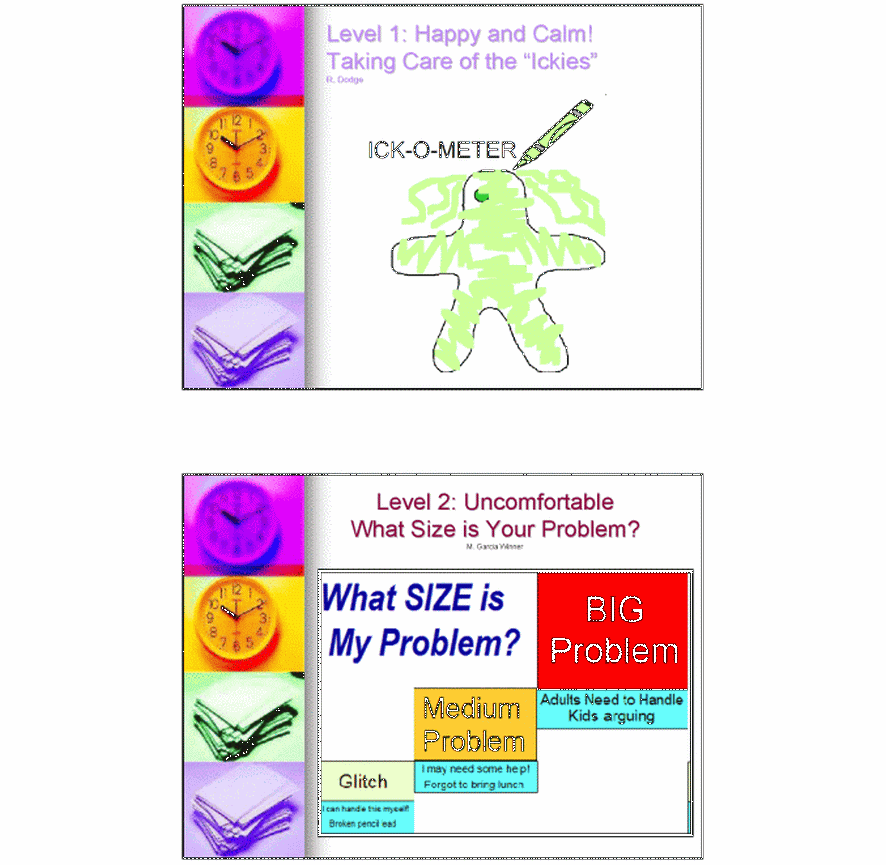 Level 1: Happy and Calm!
Taking Care of the “Ickies”
R. Dodge
ICK-O-METER
Level 2: Uncomfortable
What Size is Your Problem?
M. Garcia Winner
What SIZE is
My Problem?
BIG
Problem
Adults Need to Handle
Kids arguing
Medium
Problem
I may need some help!
Forgot to bring lunch
Glitch
I can handle this myself!
Broken pencil lead